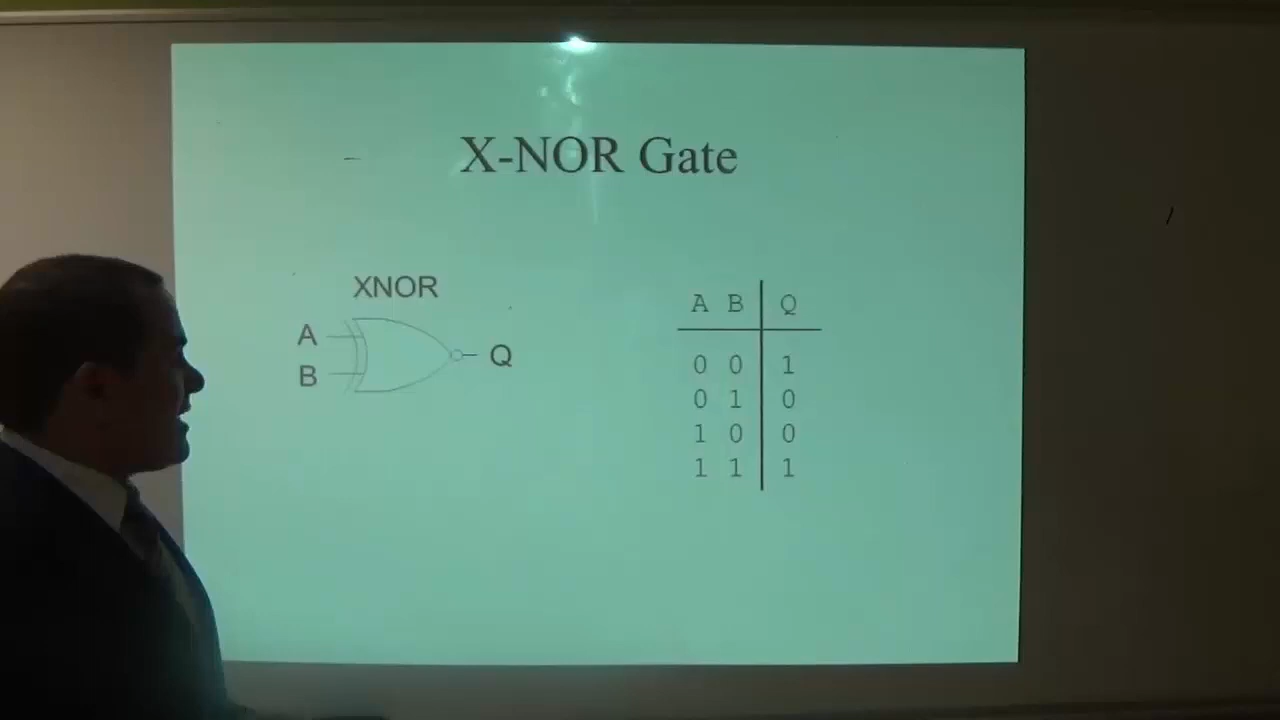 X-NOR Gate
XNOR
A
B
Q
A B Q
0 0 1
0 1 0
1 0 0
1 1 1